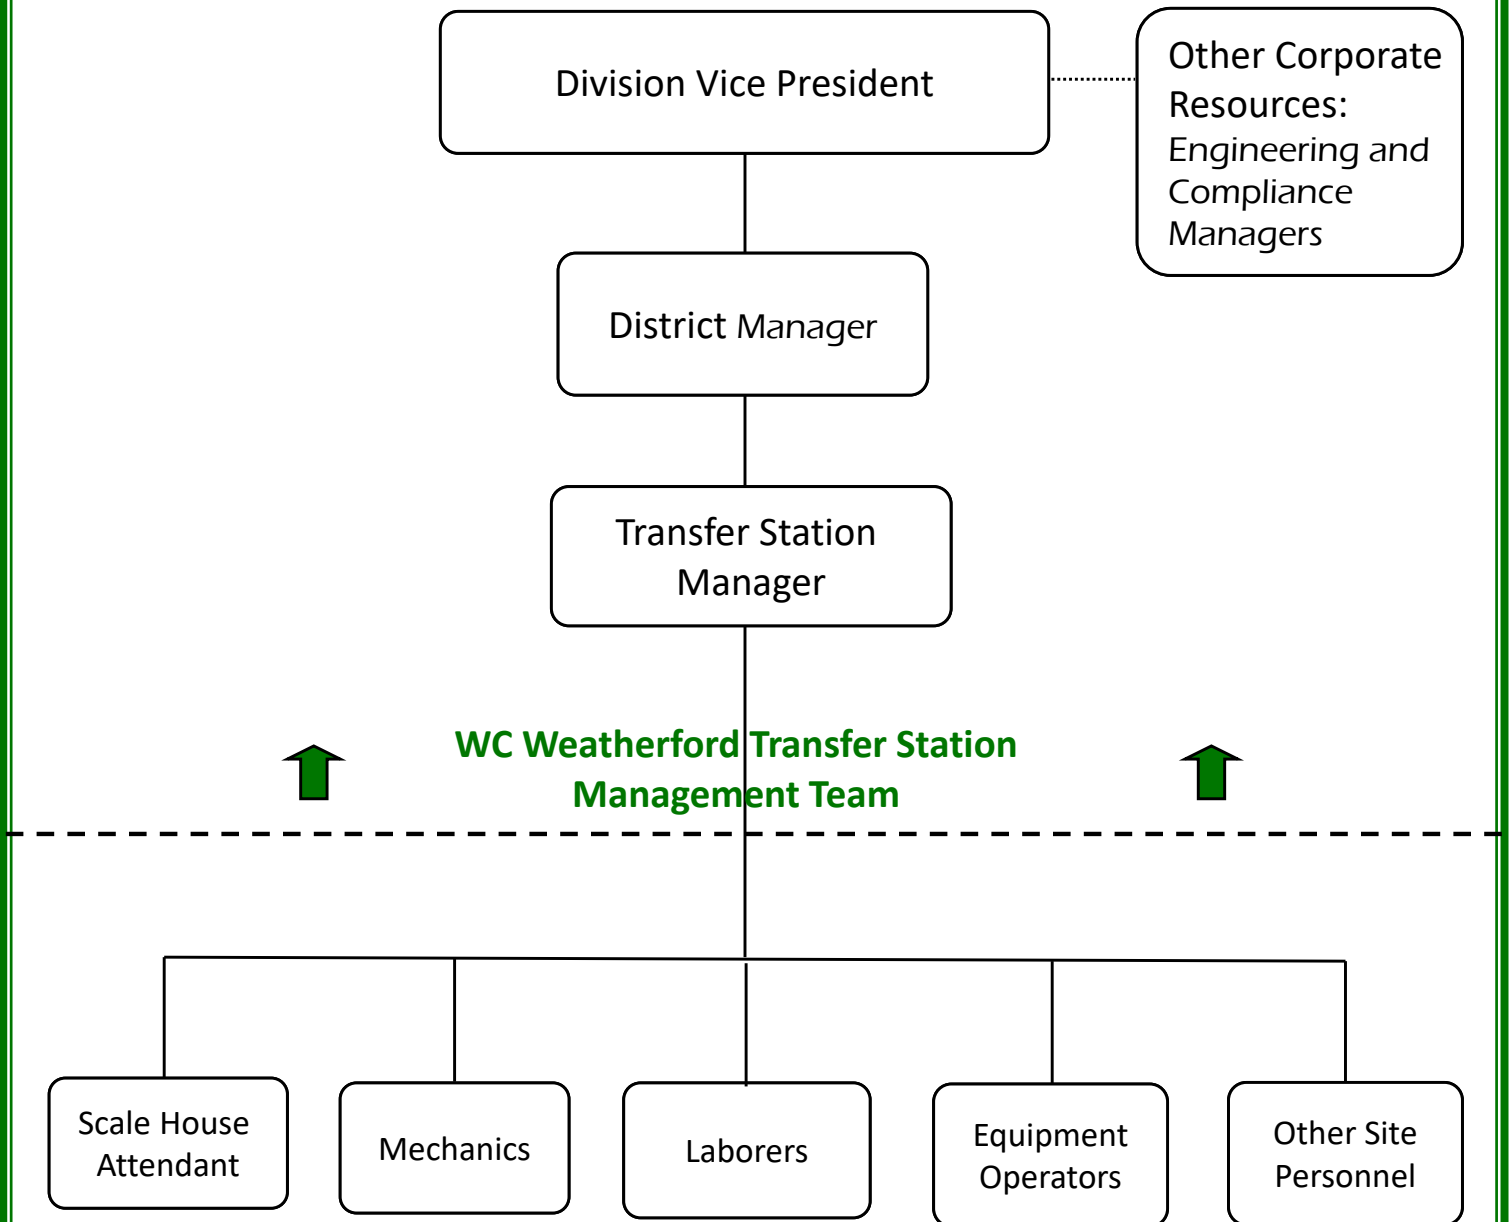 Division Vice President
Other Corporate
Resources:
Engineering and
Compliance
Managers
District Manager
Transfer Station
Manager
WC Weatherford Transfer Station
Management Team
Scale House
Attendant
Mechanics
Laborers
Equipment
Operators
Other Site
Personnel